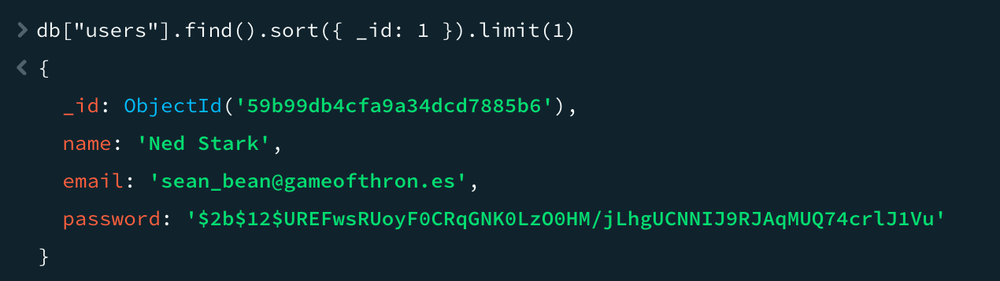 > db["users"].find().sort({ _id: 1 }).limit(1)
< {
_id: ObjectId('59b99db4cfa9a34dcd7885b6'),
name: 'Ned Stark',
email: 'sean_bean@gameofthron.es',
password: '$2b$12$UREFwsRUoyF0CRqGNK0LzO0HM/jLhgUCNNIJ9RJAqMUQ74crlJ1Vu'
}